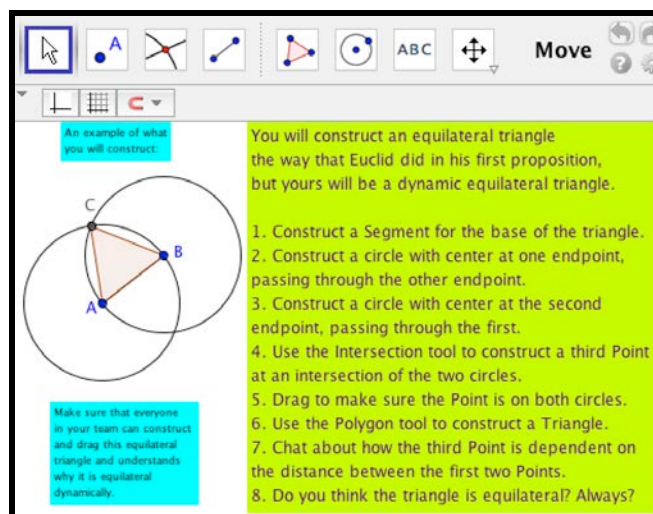 A
ABC
Move
An example of what
you will construct:
C
B
A
Make sure that everyone
in your team can construct
and drag this equilateral
triangle and understands
why it is equilateral
dynamically.
You will construct an equilateral triangle
the way that Euclid did in his first proposition,
but yours will be a dynamic equilateral triangle.
1. Construct a Segment for the base of the triangle.
2. Construct a circle with center at one endpoint,
passing through the other endpoint.
3. Construct a circle with center at the second
endpoint, passing through the first.
4. Use the Intersection tool to construct a third Point
at an intersection of the two circles.
5. Drag to make sure the Point is on both circles.
6. Use the Polygon tool to construct a Triangle.
7. Chat about how the third Point is dependent on
the distance between the first two Points.
8. Do you think the triangle is equilateral? Always?